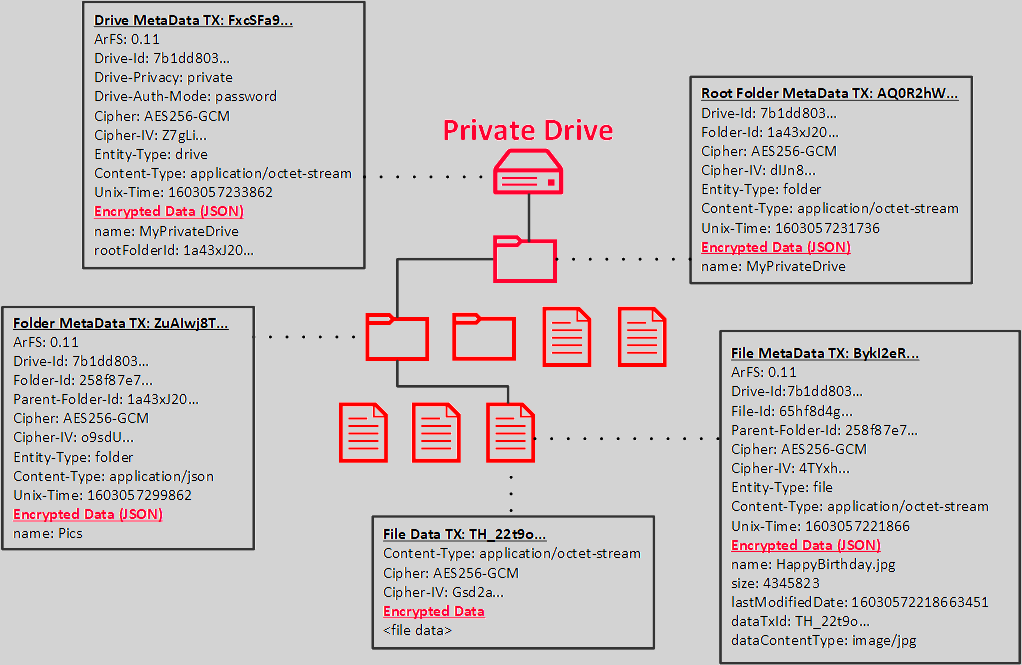 Drive MetaData TX: FxcSFa9...
ArFS: 0.11
Drive-Id: 7b1dd803...
Drive-Privacy: private
Drive-Auth-Mode: password
Cipher: AES256-GCM
Cipher-IV: Z7gLi...
Entity-Type: drive
Content-Type: application/octet-stream
Unix-Time: 1603057233862
Encrypted Data (JSON)
name: MyPrivateDrive
rootFolderId: 1a43xJ20...
Private Drive
Root Folder MetaData TX: AQ0R2hW...
Drive-Id: 7b1dd803...
Folder-Id: 1a43xJ20...
Cipher: AES256-GCM
Cipher-IV: dIJn8...
Entity-Type: folder
Content-Type: application/octet-stream
Unix-Time: 1603057231736
Encrypted Data (JSON)
name: MyPrivateDrive
Folder MetaData TX: ZuAIwj8T...
ArFS: 0.11
Drive-Id: 7b1dd803...
Folder-Id: 258f87e7...
Parent-Folder-Id: 1a43xJ20...
Cipher: AES256-GCM
Cipher-IV: o9sdU...
Entity-Type: folder
Content-Type: application/json
Unix-Time: 1603057299862
Encrypted Data (JSON)
name: Pics
File Data TX: TH_22t9o...
Content-Type: application/octet-stream
Cipher: AES256-GCM
Cipher-IV: Gsd2a...
Encrypted Data
<file data>
File MetaData TX: BykI2eR...
ArFS: 0.11
Drive-Id:7b1dd803...
File-Id: 65hf8d4g...
Parent-Folder-Id: 258f87e7...
Cipher: AES256-GCM
Cipher-IV: 4TYxh...
Entity-Type: file
Content-Type: application/octet-stream
Unix-Time: 1603057221866
Encrypted Data (JSON)
name: HappyBirthday.jpg
size: 4345823
lastModifiedDate: 16030572218663451
dataTxId: TH_22t9o...
dataContentType: image/jpg